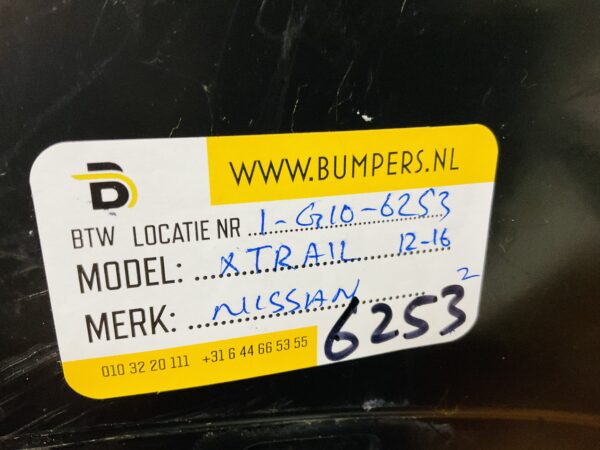 WWW.BUMPERS.NL
BTW LOCATIE NR 1-G10-6253
MODEL: XTRAIL 12-16
MERK: NISSIAN
6253 2
010 32 20 111 +31 6 44 66 53 55